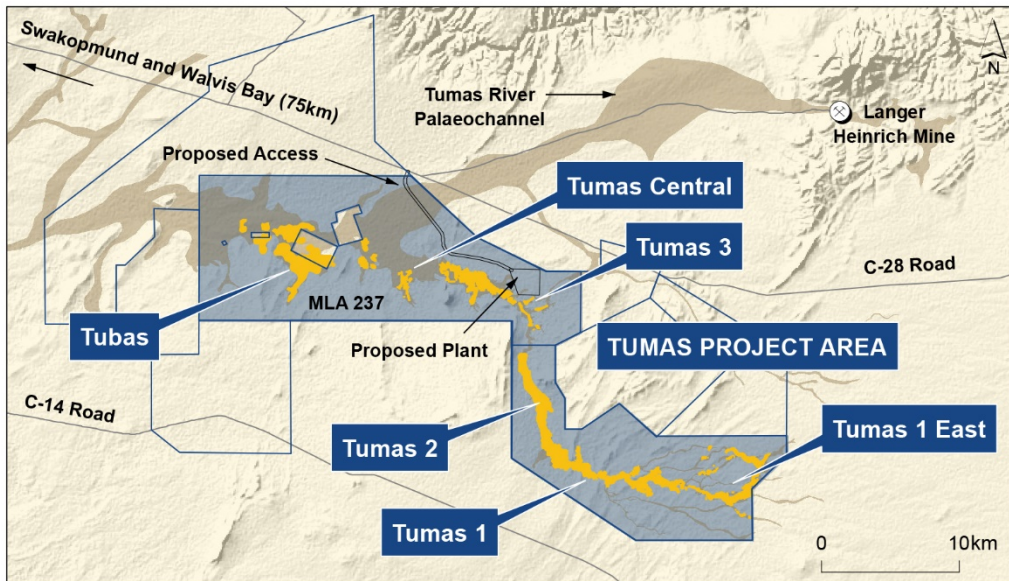 Swakopmund and Walvis Bay (75km)
N
Tumas River
Palaeochannel
Langer
Heinrich Mine
Proposed Access
Tumas Central
Tumas 3
C-28 Road
MLA 237
Tubas
Proposed Plant
TUMAS PROJECT AREA
C-14 Road
Tumas 2
Tumas 1 East
Tumas 1
0 10km